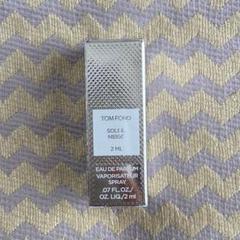 TOM FORD
SOLEIL
NEIGE
2 ML
EAU DE PARFUM
VAPORISATEUR
SPRAY
.07 FL.OZ./
OZ. LIQ./2 ml